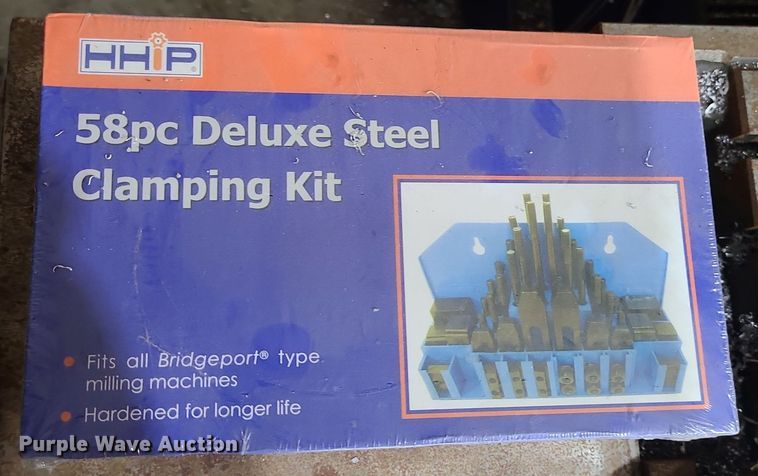 HHiP®
58pc Deluxe Steel
Clamping Kit
Fits all Bridgeport® type
milling machines
Hardened for longer life
Purple Wave Auction